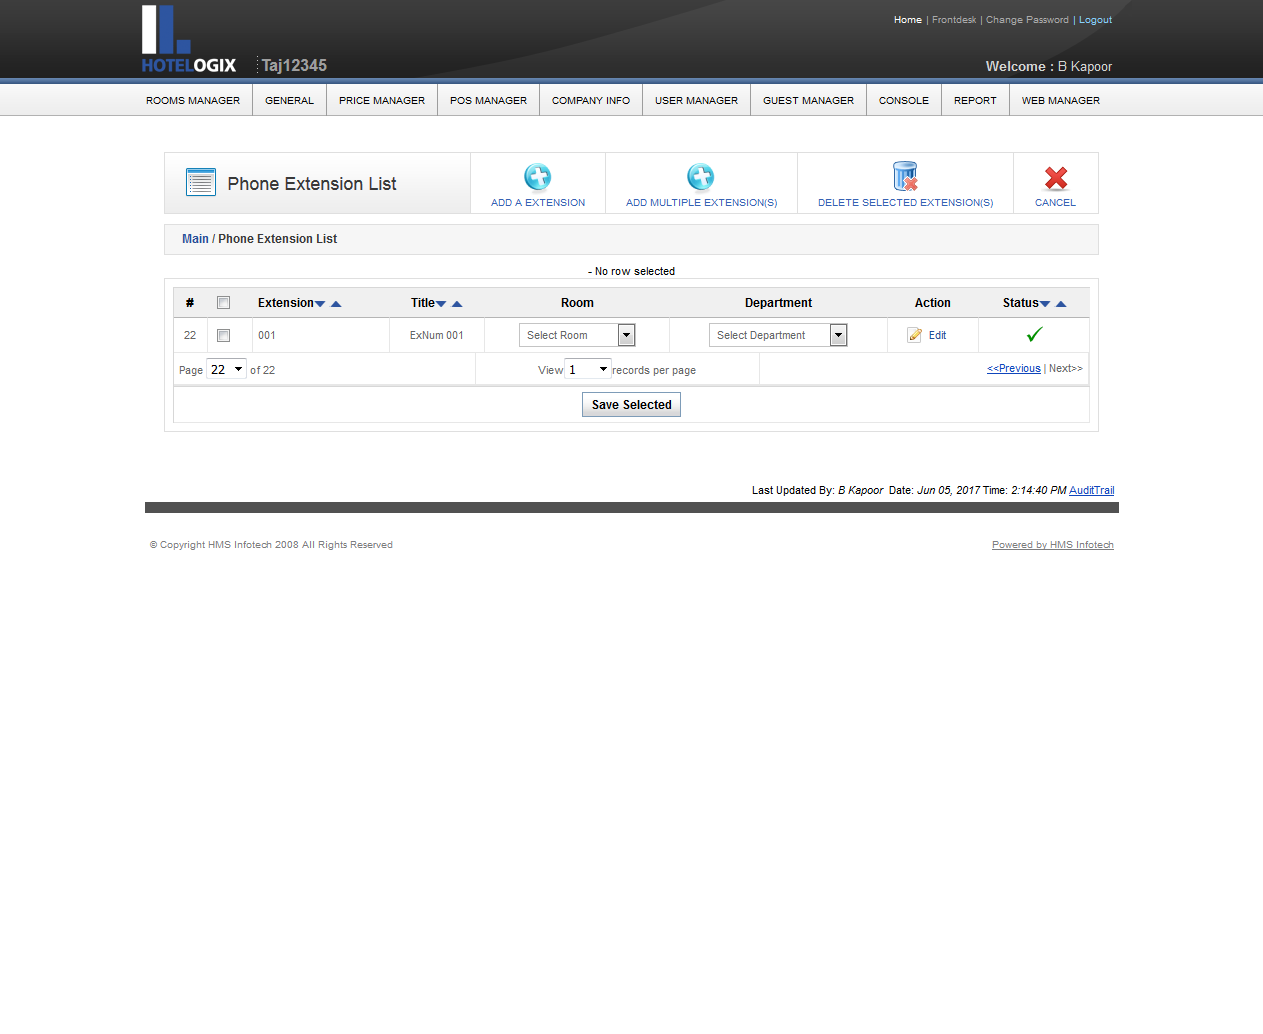 Home | Frontdesk | Change Password | Logout
HOTELOGIX Taj12345
Welcome : B Kapoor
ROOMS MANAGER GENERAL PRICE MANAGER POS MANAGER COMPANY INFO USER MANAGER GUEST MANAGER CONSOLE REPORT WEB MANAGER
Phone Extension List
ADD A EXTENSION ADD MULTIPLE EXTENSION(S) DELETE SELECTED EXTENSION(S) CANCEL
Main / Phone Extension List
- No row selected
# Extension Title Room Department Action Status
22 001 ExNum 001 Select Room Select Department Edit
Page 22 of 22 View 1 records per page <<Previous | Next>>
Save Selected
Last Updated By: B Kapoor Date: Jun 05, 2017 Time: 2:14:40 PM AuditTrail
© Copyright HMS Infotech 2008 All Rights Reserved Powered by HMS Infotech